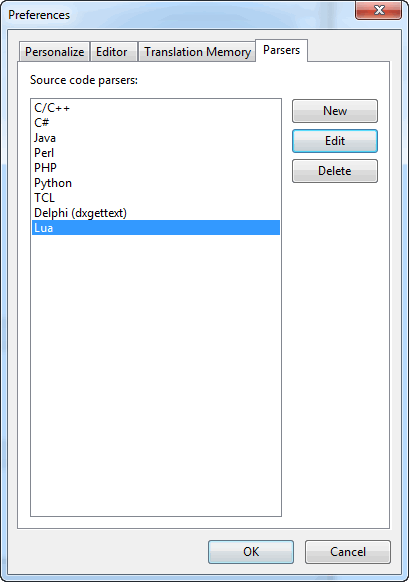 Preferences
Personalize Editor Translation Memory Parsers
Source code parsers:
C/C++
C#
Java
Perl
PHP
Python
TCL
Delphi (dxgettext)
Lua
New
Edit
Delete
OK Cancel